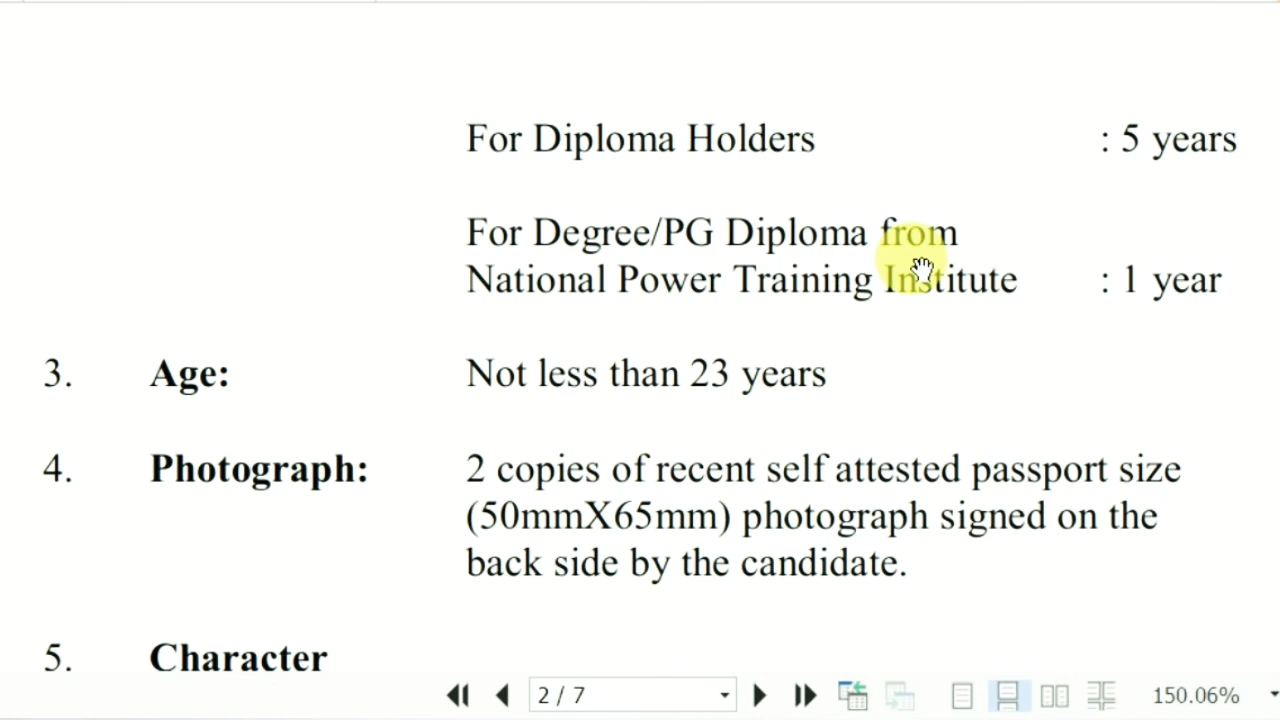 For Diploma Holders : 5 years
For Degree/PG Diploma from
National Power Training Institute : 1 year
3. Age: Not less than 23 years
4. Photograph: 2 copies of recent self attested passport size
(50mmX65mm) photograph signed on the
back side by the candidate.
5. Character
2 / 7 150.06%